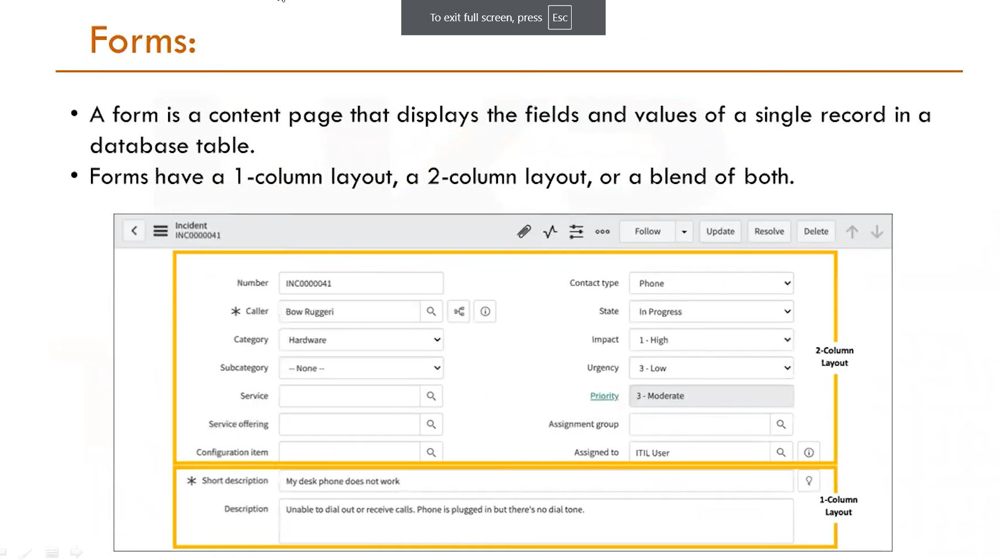 To exit full screen, press Esc
Forms:
• A form is a content page that displays the fields and values of a single record in a
database table.
• Forms have a 1-column layout, a 2-column layout, or a blend of both.
Incident
INC0000041
Follow
Update
Resolve
Delete
Number INC0000041
Contact type Phone
* Caller Bow Ruggeri
State In Progress
Category Hardware
Impact 1 - High
Subcategory -- None --
Urgency 3 - Low
Service
Priority 3 - Moderate
Service offering
Assignment group
Configuration item
Assigned to ITIL User
2-Column
Layout
* Short description My desk phone does not work
Description Unable to dial out or receive calls. Phone is plugged in but there's no dial tone.
1-Column
Layout